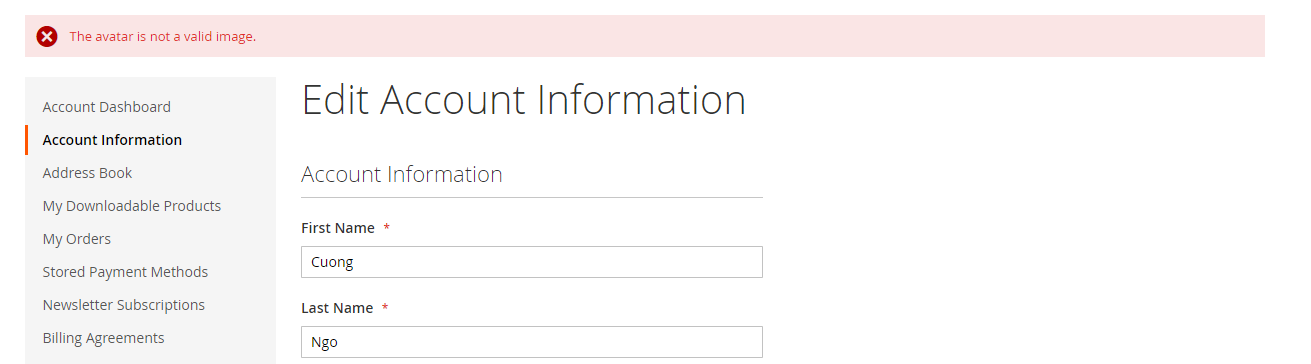 The avatar is not a valid image.
Account Dashboard
Account Information
Address Book
My Downloadable Products
My Orders
Stored Payment Methods
Newsletter Subscriptions
Billing Agreements
Edit Account Information
Account Information
First Name *
Cuong
Last Name *
Ngo